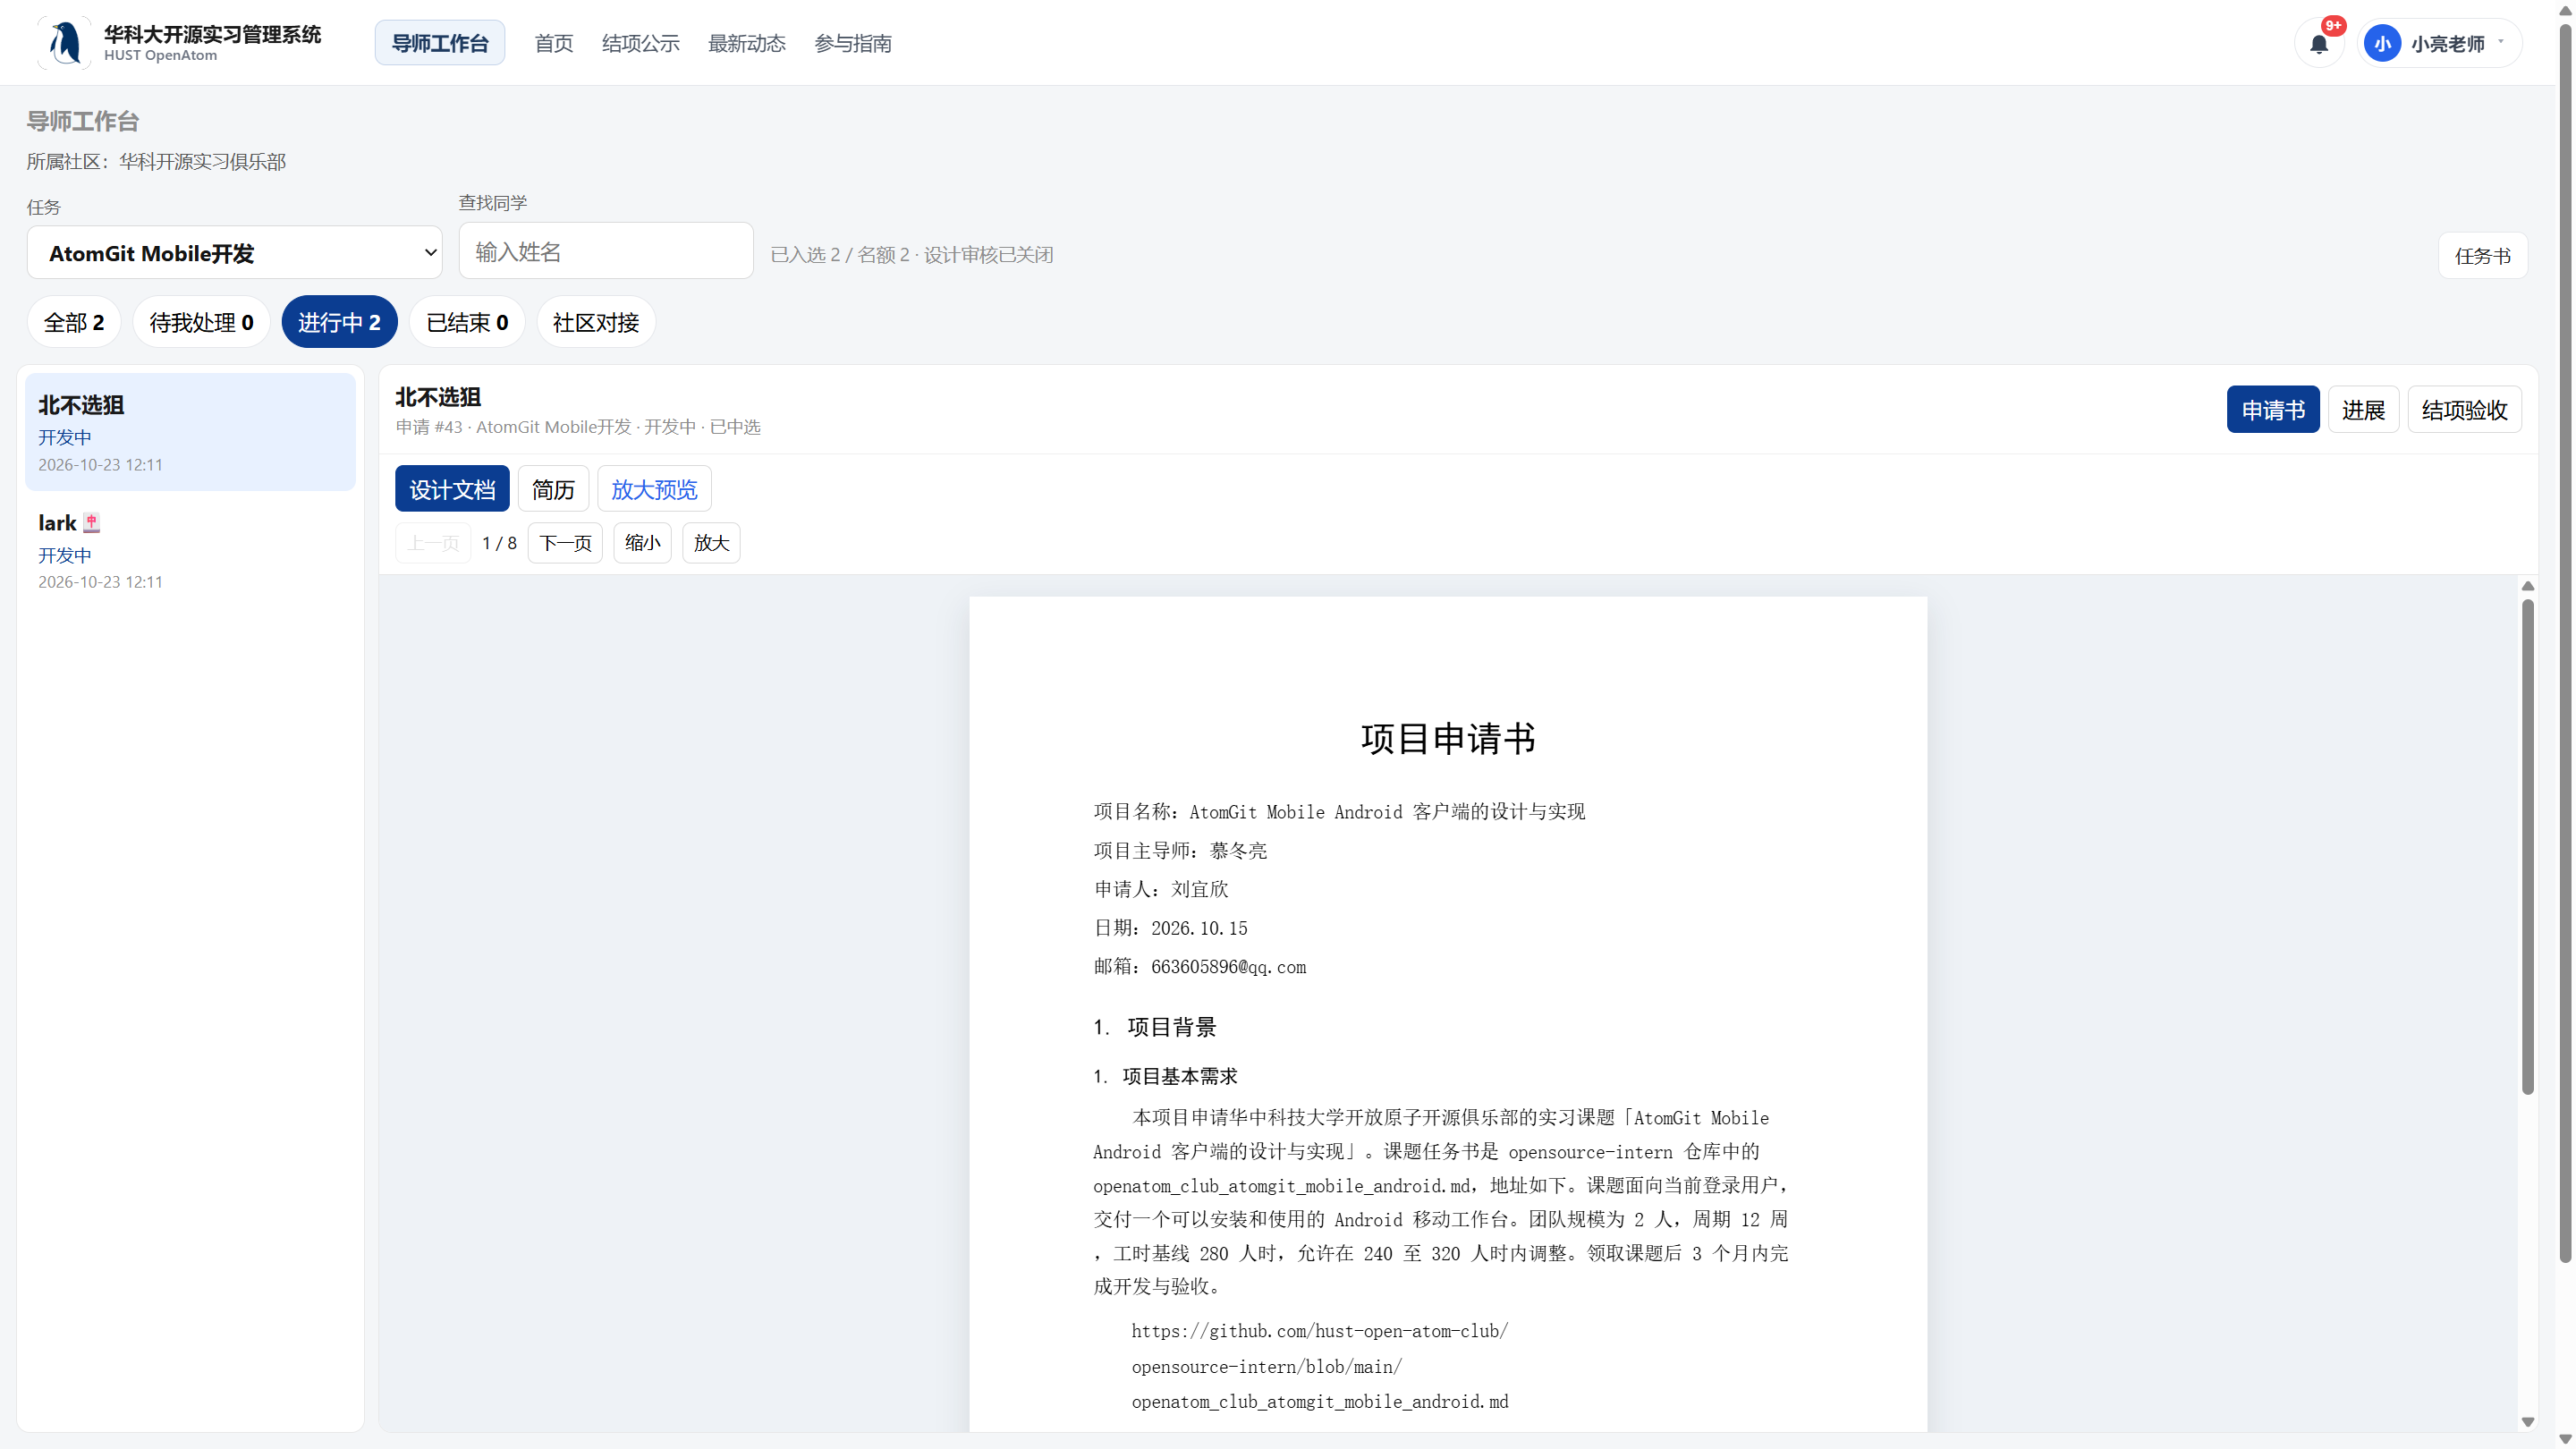 华科大开源实习管理系统
HUST OpenAtom
导师工作台
首页
结项公示
最新动态
参与指南
9+
小
小亮老师
导师工作台
所属社区：华科开源实习俱乐部
任务
查找同学
AtomGit Mobile开发
输入姓名
已入选 2 / 名额 2 · 设计审核已关闭
任务书
全部 2
待我处理 0
进行中 2
已结束 0
社区对接
北不选狙
开发中
2026-10-23 12:11
lark 🀄
开发中
2026-10-23 12:11
北不选狙
申请 #43 · AtomGit Mobile开发 · 开发中 · 已中选
申请书
进展
结项验收
设计文档
简历
放大预览
上一页
1 / 8
下一页
缩小
放大
项目申请书
项目名称：AtomGit Mobile Android 客户端的设计与实现
项目主导师：慕冬亮
申请人：刘宜欣
日期：2026.10.15
邮箱：663605896@qq.com
1. 项目背景
1. 项目基本需求
本项目申请华中科技大学开放原子开源俱乐部的实习课题「AtomGit Mobile
Android 客户端的设计与实现」。课题任务书是 opensource-intern 仓库中的
openatom_club_atomgit_mobile_android.md，地址如下。课题面向当前登录用户，
交付一个可以安装和使用的 Android 移动工作台。团队规模为 2 人，周期 12 周
，工时基线 280 人时，允许在 240 至 320 人时内调整。领取课题后 3 个月内完
成开发与验收。
https://github.com/hust-open-atom-club/
opensource-intern/blob/main/
openatom_club_atomgit_mobile_android.md